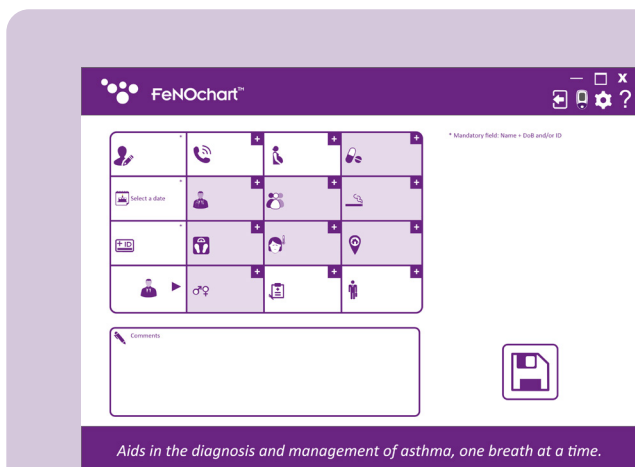 FeNOchart™
* Mandatory field: Name + DoB and/or ID
Select a date
+ ID
Comments
Aids in the diagnosis and management of asthma, one breath at a time.